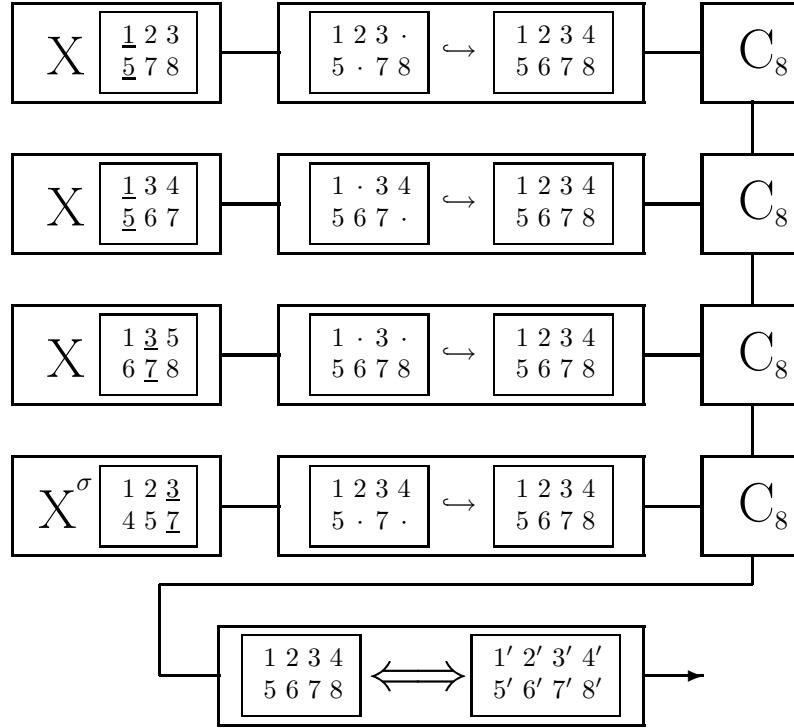 X 1 2 3 1 2 3 · ↪ 1 2 3 4 C₈
5 7 8 5 · 7 8 5 6 7 8
X 1 3 4 1 · 3 4 ↪ 1 2 3 4 C₈
5 6 7 5 6 7 · 5 6 7 8
X 1 3 5 1 · 3 · ↪ 1 2 3 4 C₈
6 7 8 5 6 7 8 5 6 7 8
X^σ 1 2 3 1 2 3 4 ↪ 1 2 3 4 C₈
4 5 7 5 · 7 · 5 6 7 8
1 2 3 4 ⟺ 1′ 2′ 3′ 4′
5 6 7 8 5′ 6′ 7′ 8′